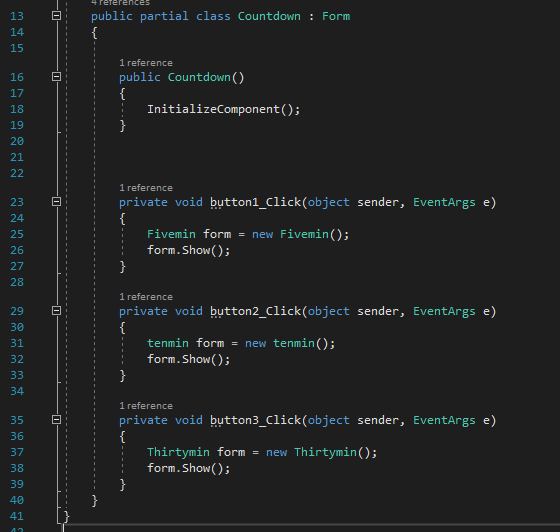 4 references
13 public partial class Countdown : Form
14 {
15
1 reference
16 public Countdown()
17 {
18 InitializeComponent();
19 }
20
21
22
1 reference
23 private void button1_Click(object sender, EventArgs e)
24 {
25 Fivemin form = new Fivemin();
26 form.Show();
27 }
28
1 reference
29 private void button2_Click(object sender, EventArgs e)
30 {
31 tenmin form = new tenmin();
32 form.Show();
33 }
34
1 reference
35 private void button3_Click(object sender, EventArgs e)
36 {
37 Thirtymin form = new Thirtymin();
38 form.Show();
39 }
40 }
41 }
42